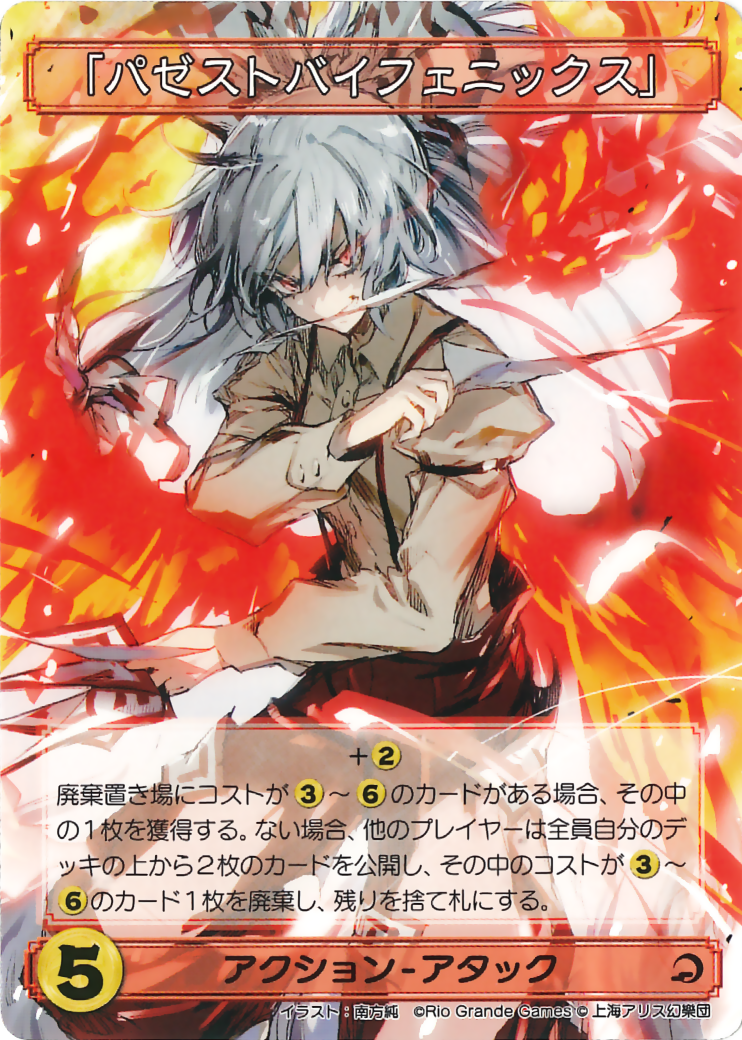 「パゼストバイフェニックス」
+2
廃棄置き場にコストが3～6のカードがある場合、その中
の1枚を獲得する。ない場合、他のプレイヤーは全員自分のデ
ッキの上から2枚のカードを公開し、その中のコストが3～
6のカード1枚を廃棄し、残りを捨て札にする。
5 アクション-アタック
イラスト：南方純 ©Rio Grande Games © 上海アリス幻樂団